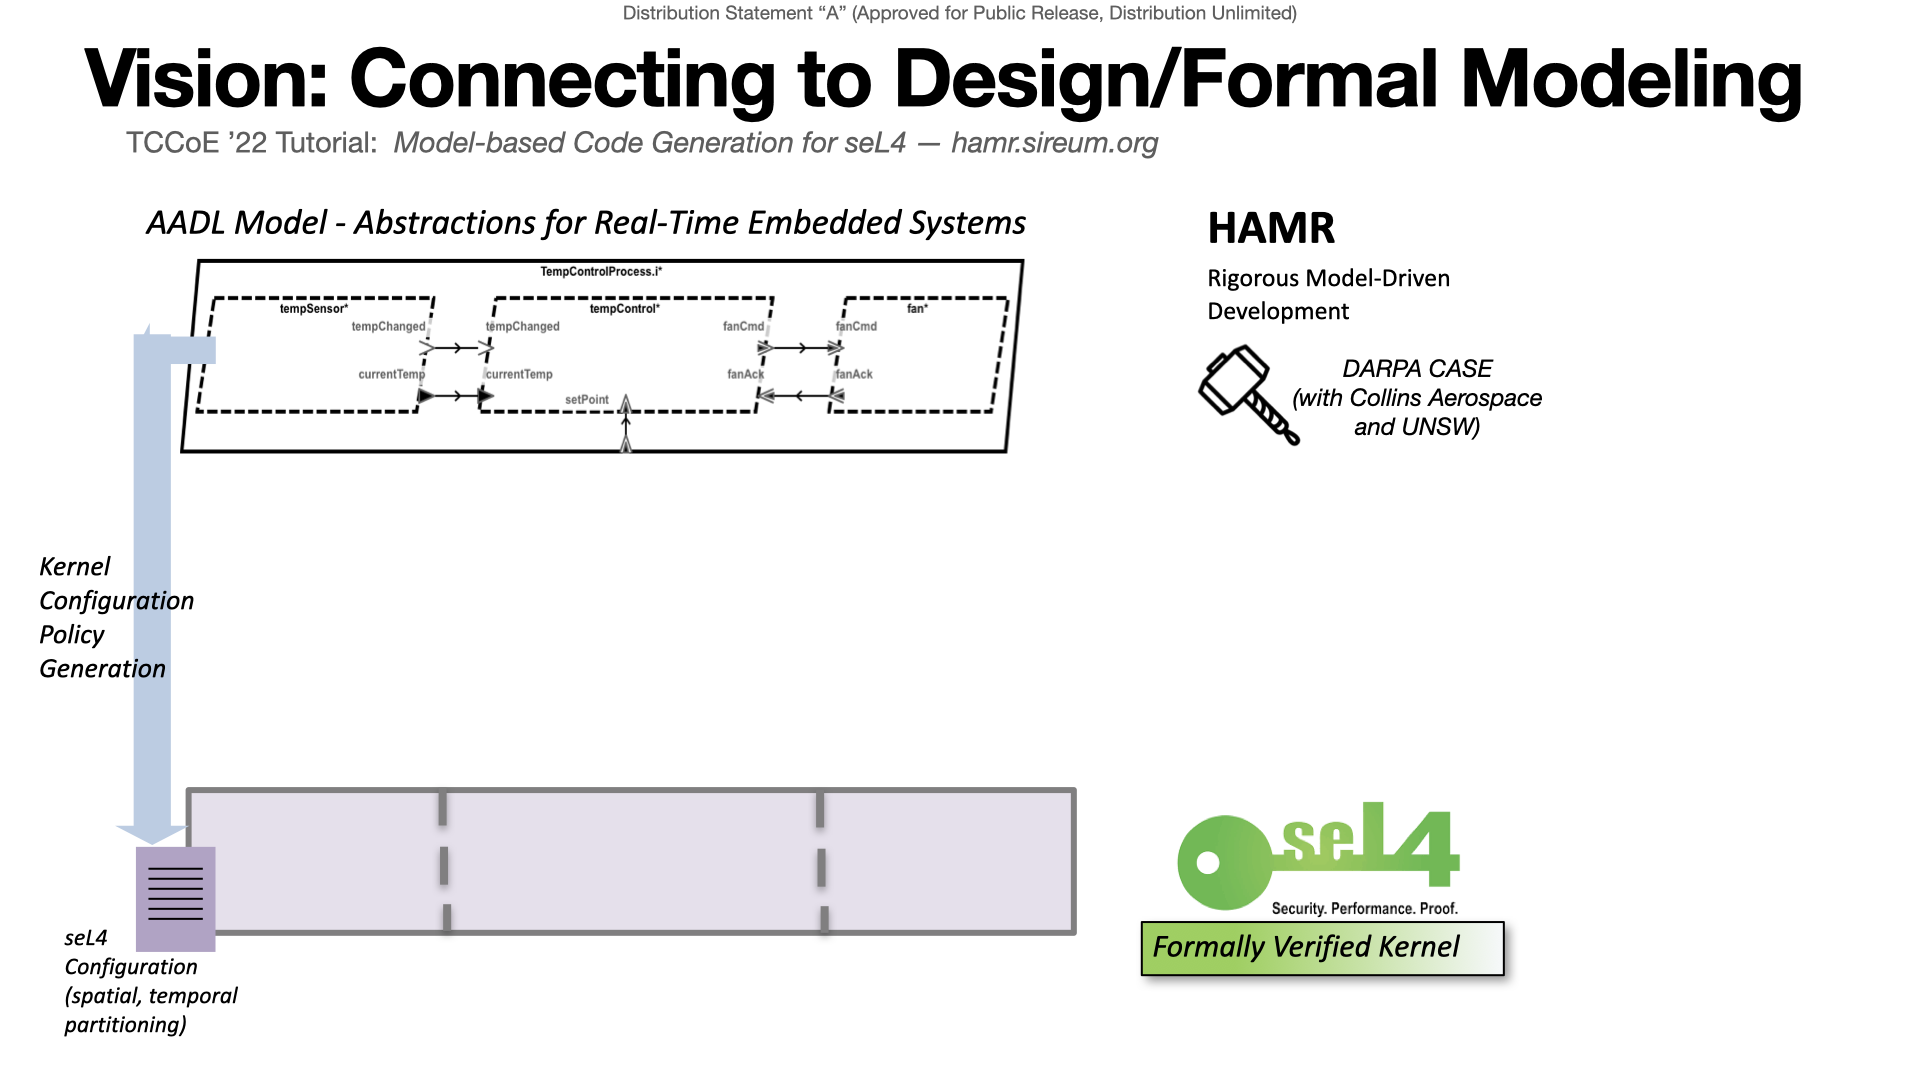 Distribution Statement “A” (Approved for Public Release, Distribution Unlimited)
Vision: Connecting to Design/Formal Modeling
TCCoE ’22 Tutorial: Model-based Code Generation for seL4 — hamr.sireum.org
AADL Model - Abstractions for Real-Time Embedded Systems
TempControlProcess.i*
tempSensor*
tempChanged
currentTemp
tempControl*
tempChanged
fanCmd
currentTemp
fanAck
setPoint
fan*
fanCmd
fanAck
HAMR
Rigorous Model-Driven
Development
DARPA CASE
(with Collins Aerospace
and UNSW)
Kernel
Configuration
Policy
Generation
seL4
Configuration
(spatial, temporal
partitioning)
seL4
Security. Performance. Proof.
Formally Verified Kernel